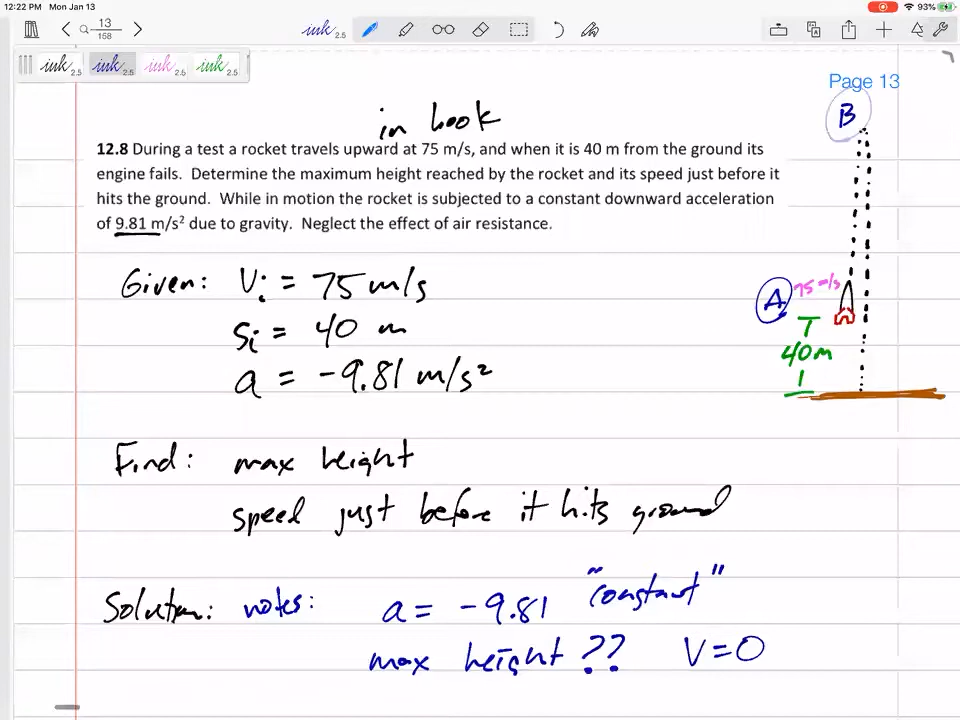 12:22 PM Mon Jan 13
93%
13
158
ink 2.5
ink 2.5
ink 2.5
ink 2.5
ink 2.5
Page 13
in book
B
12.8 During a test a rocket travels upward at 75 m/s, and when it is 40 m from the ground its
engine fails. Determine the maximum height reached by the rocket and its speed just before it
hits the ground. While in motion the rocket is subjected to a constant downward acceleration
of 9.81 m/s² due to gravity. Neglect the effect of air resistance.
Given: Vi = 75 m/s
A 75 m/s
Si = 40 m
40 m
a = -9.81 m/s²
Find: max height
speed just before it hits ground
Solution: notes: a = -9.81 "constant"
max height ?? V=0